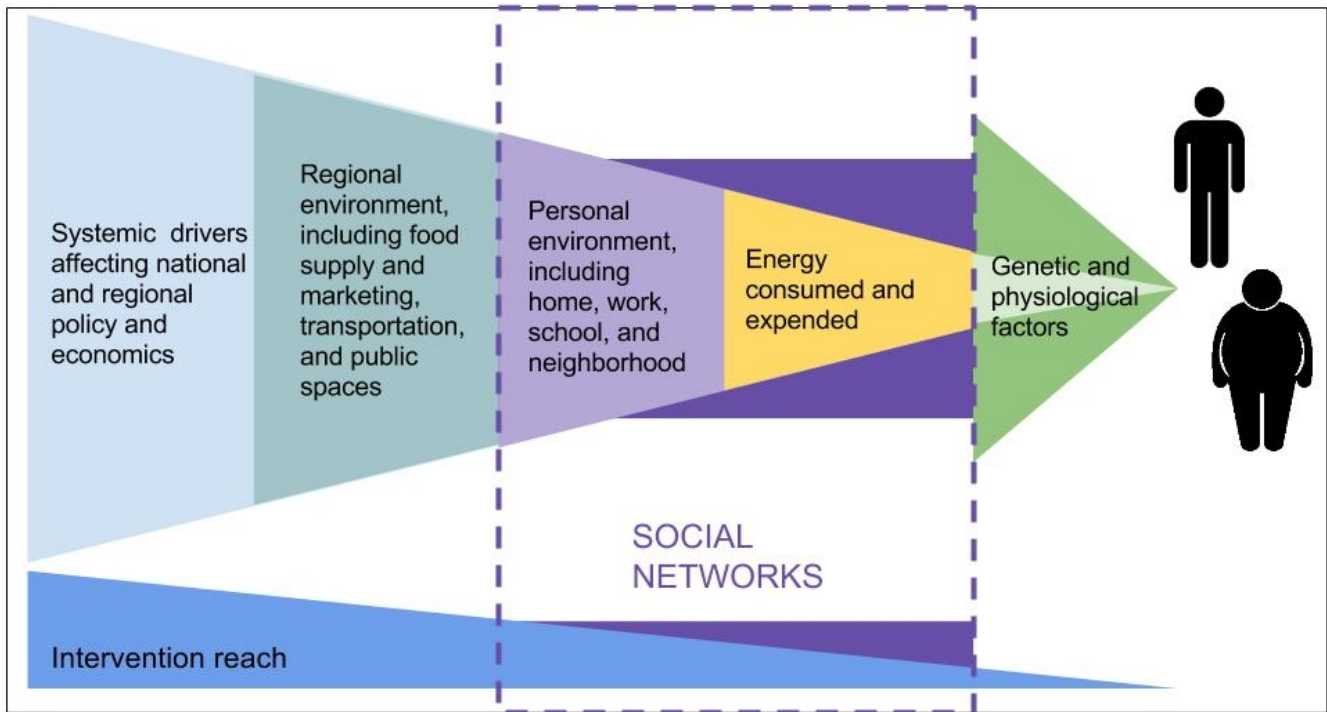 Systemic drivers
affecting national
and regional
policy and
economics
Regional
environment,
including food
supply and
marketing,
transportation,
and public
spaces
Personal
environment,
including
home, work,
school, and
neighborhood
Energy
consumed and
expended
Genetic and
physiological
factors
SOCIAL
NETWORKS
Intervention reach